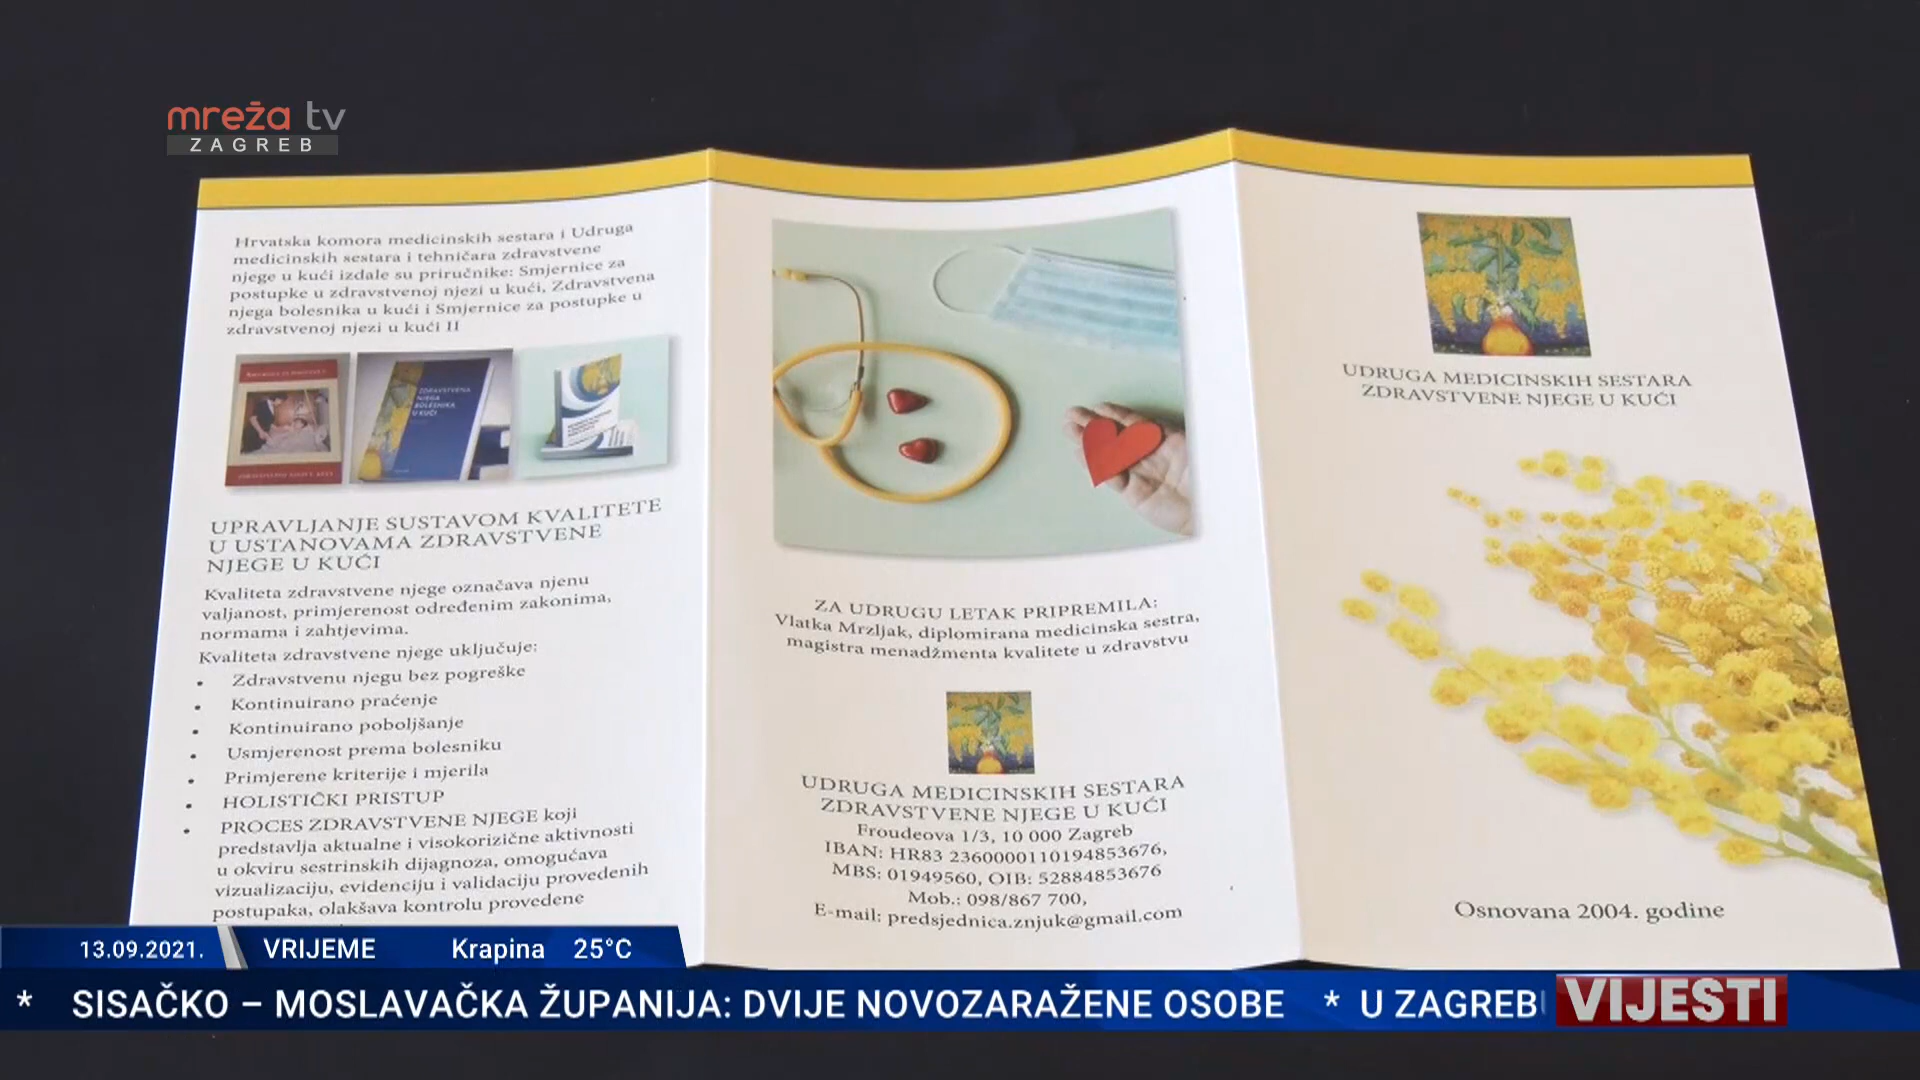 mreža tv
ZAGREB
Hrvatska komora medicinskih sestara i Udruga
medicinskih sestara i tehničara zdravstvene
njege u kući izdale su priručnike: Smjernice za
postupke u zdravstvenoj njezi u kući, Zdravstvena
njega bolesnika u kući i Smjernice za postupke u
zdravstvenoj njezi u kući II
ZDRAVSTVENA
NJEGA
BOLESNIKA
U KUĆI
UPRAVLJANJE SUSTAVOM KVALITETE
U USTANOVAMA ZDRAVSTVENE
NJEGE U KUĆI
Kvaliteta zdravstvene njege označava njenu
valjanost, primjerenost određenim zakonima,
normama i zahtjevima.
Kvaliteta zdravstvene njege uključuje:
• Zdravstvenu njegu bez pogreške
• Kontinuirano praćenje
• Kontinuirano poboljšanje
• Usmjerenost prema bolesniku
• Primjerene kriterije i mjerila
• HOLISTIČKI PRISTUP
• PROCES ZDRAVSTVENE NJEGE koji
predstavlja aktualne i visokorizične aktivnosti
u okviru sestrinskih dijagnoza, omogućava
vizualizaciju, evidenciju i validaciju provedenih
postupaka, olakšava kontrolu provedene
ZA UDRUGU LETAK PRIPREMILA:
Vlatka Mrzljak, diplomirana medicinska sestra,
magistra menadžmenta kvalitete u zdravstvu
UDRUGA MEDICINSKIH SESTARA
ZDRAVSTVENE NJEGE U KUĆI
Froudeova 1/3, 10 000 Zagreb
IBAN: HR83 2360000110194853676,
MBS: 01949560, OIB: 52884853676
Mob.: 098/867 700,
E-mail: predsjednica.znjuk@gmail.com
UDRUGA MEDICINSKIH SESTARA
ZDRAVSTVENE NJEGE U KUĆI
Osnovana 2004. godine
13.09.2021. VRIJEME Krapina 25°C
* SISAČKO – MOSLAVAČKA ŽUPANIJA: DVIJE NOVOZARAŽENE OSOBE * U ZAGREB
VIJESTI